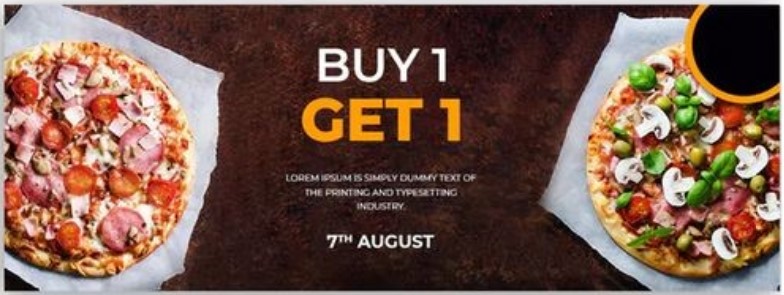 BUY 1
GET 1
LOREM IPSUM IS SIMPLY DUMMY TEXT OF
THE PRINTING AND TYPESETTING
INDUSTRY.
7TH AUGUST